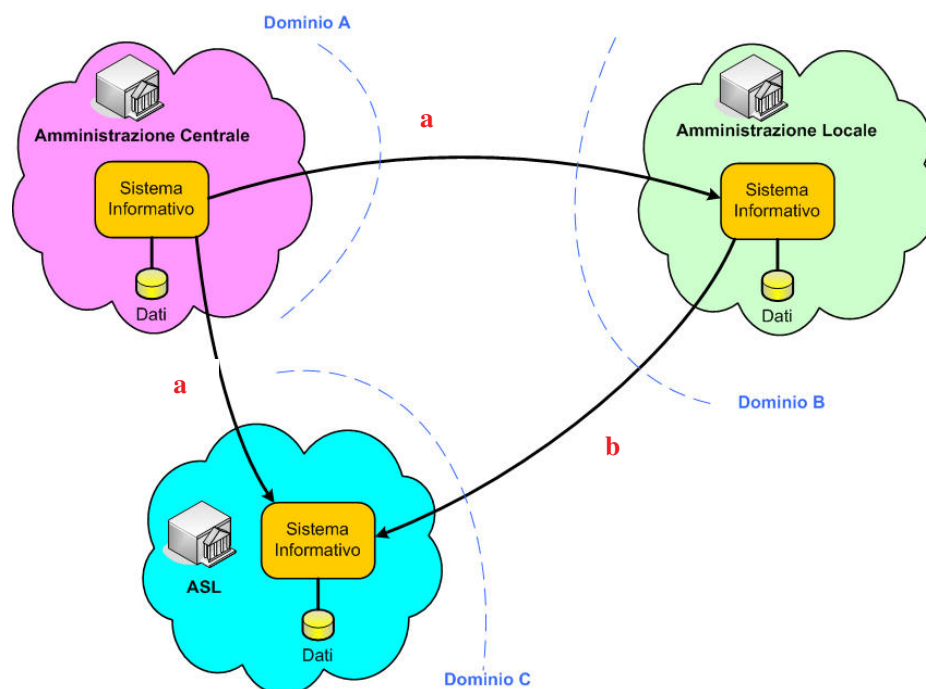 Dominio A
Amministrazione Centrale
a
Amministrazione Locale
Sistema
Informativo
Sistema
Informativo
Dati
Dati
a
Dominio B
b
Sistema
Informativo
ASL
Dati
Dominio C